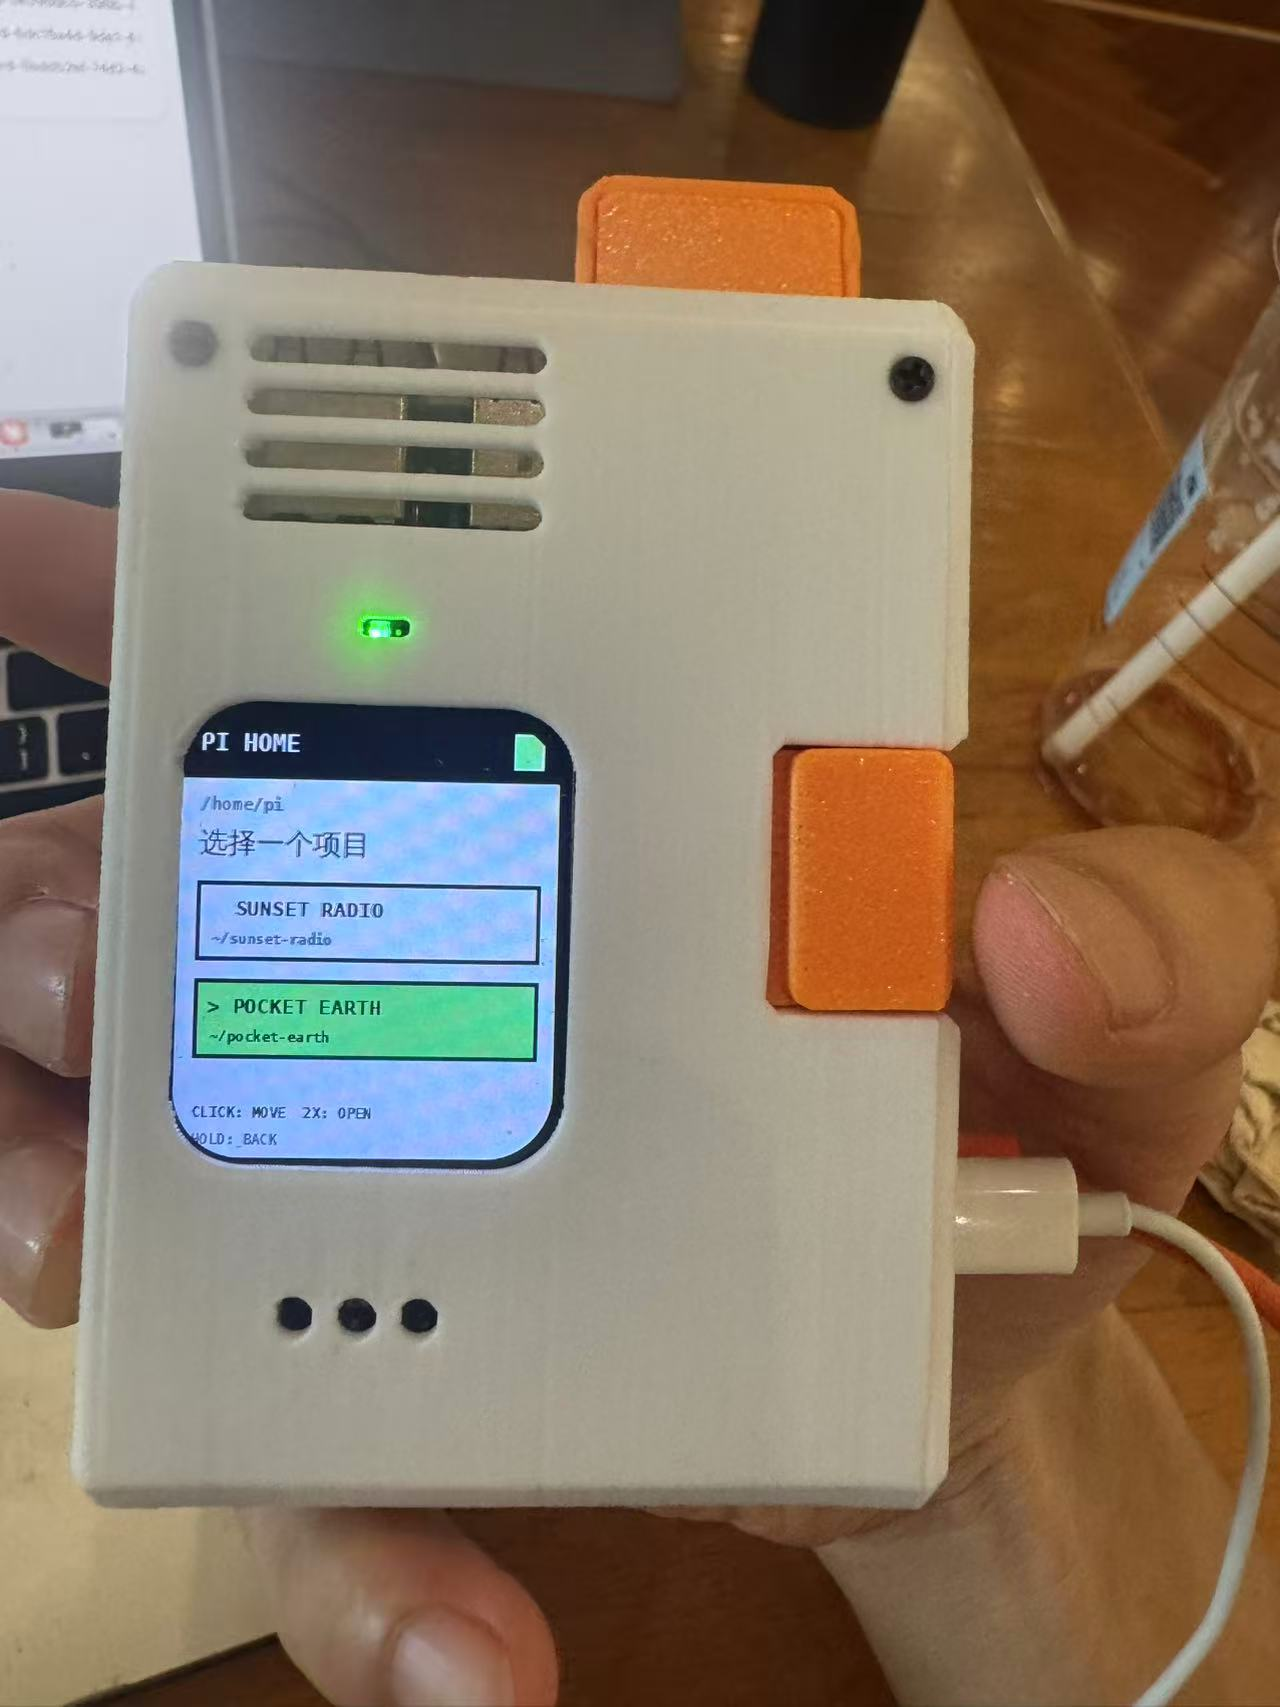 PI HOME
/home/pi
选择一个项目
SUNSET RADIO
~/sunset-radio
> POCKET EARTH
~/pocket-earth
CLICK: MOVE 2X: OPEN
HOLD: BACK